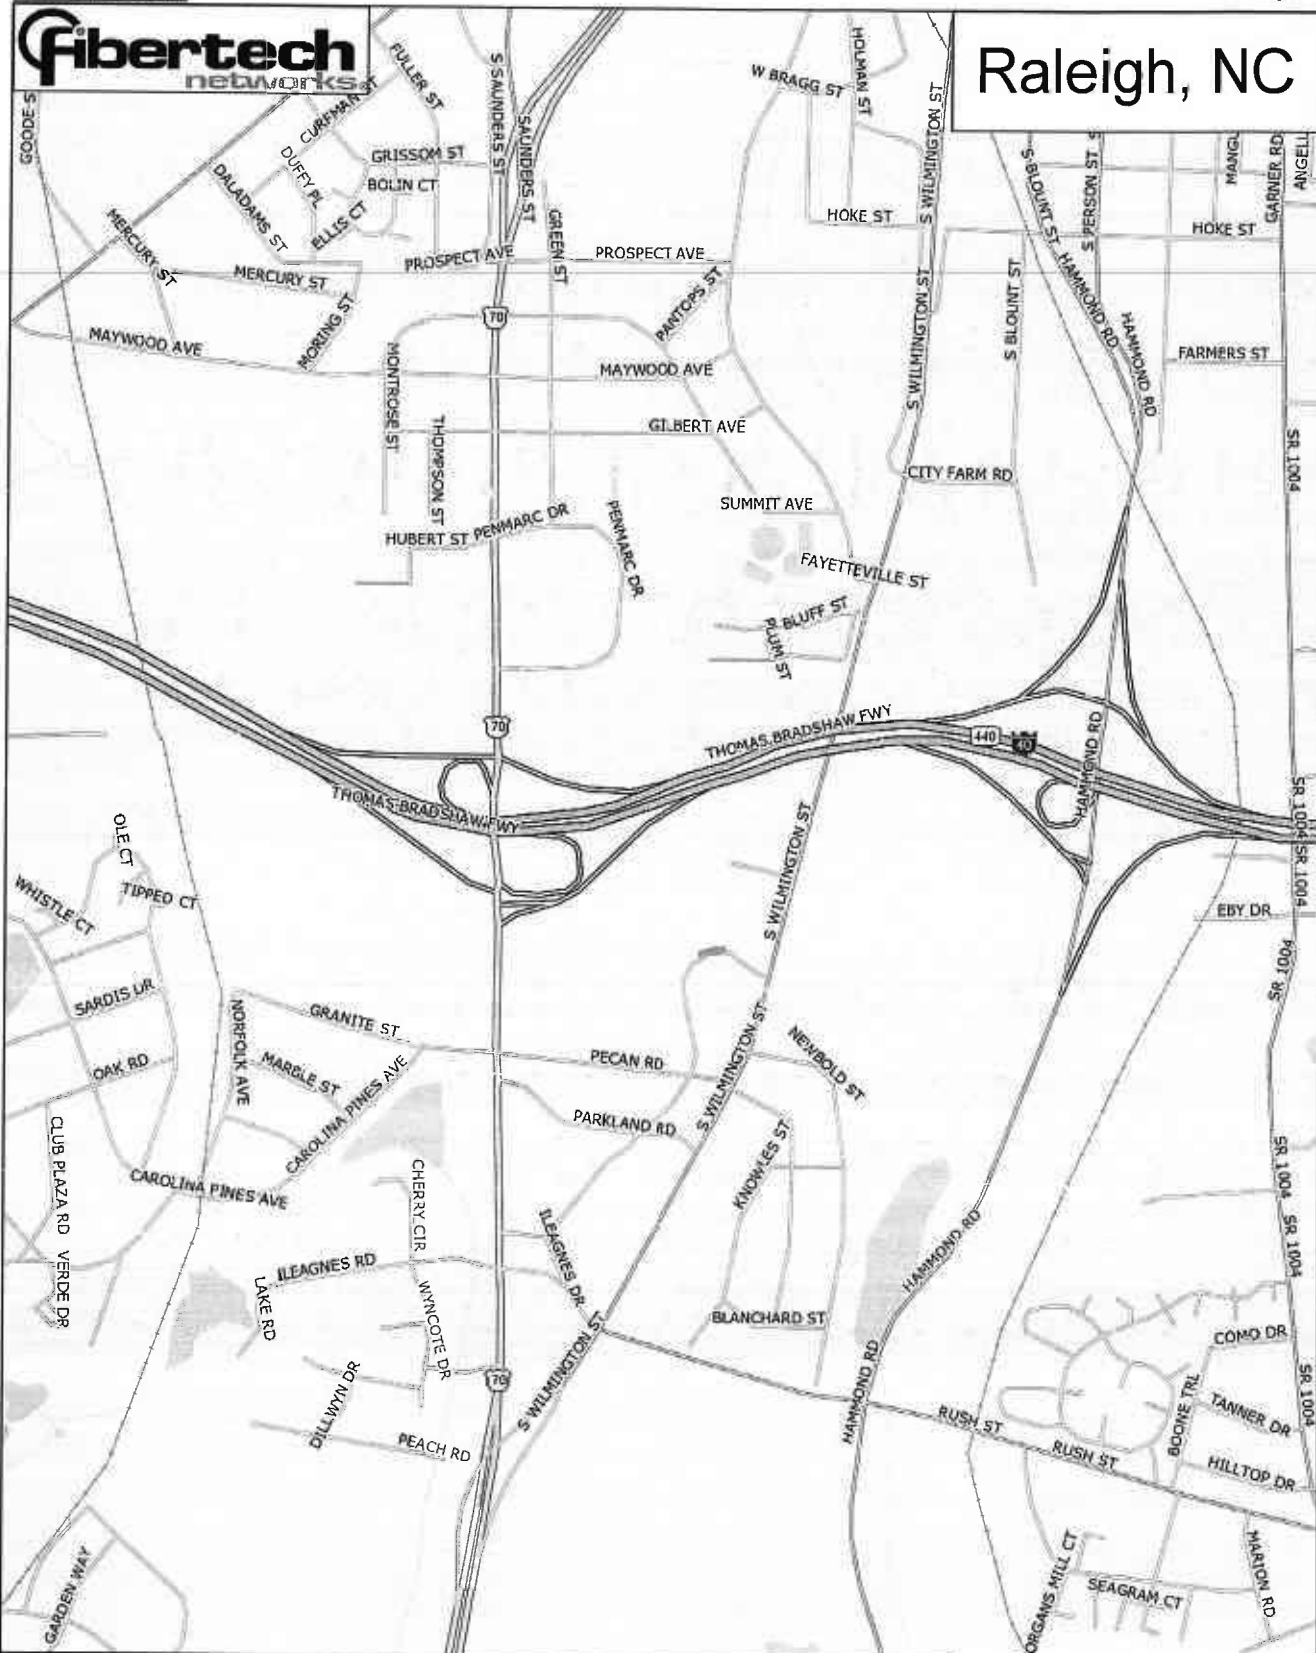 fibertech
networks
Raleigh, NC
GOODE S
CURFMAN ST
FULLER ST
S SAUNDERS ST
SAUNDERS ST
W BRAGG ST
HOLMAN ST
S WILMINGTON ST
S BLOUNT ST
S PERSON ST
S
MANGU
GARNER RD
ANGELL
GRISSOM ST
DUFFY PL
BOLIN CT
DALADAMS ST
ELLIS CT
HOKE ST
HOKE ST
GREEN ST
MERCURY ST
MERCURY ST
PROSPECT AVE
PROSPECT AVE
PANTOPS ST
S WILMINGTON ST
S BLOUNT ST
HAMMOND RD
HAMMOND RD
MORING ST
70
MAYWOOD AVE
MAYWOOD AVE
FARMERS ST
MONTROSE ST
THOMPSON ST
GILBERT AVE
SR 1004
CITY FARM RD
SUMMIT AVE
HUBERT ST
PENMARC DR
PENMARC DR
FAYETTEVILLE ST
BLUFF ST
PLUM ST
70
THOMAS BRADSHAW FWY
440
40
HAMMOND RD
THOMAS BRADSHAW FWY
SR 1004
SR 1004
OLE CT
TIPPED CT
WHISTLE CT
S WILMINGTON ST
EBY DR
SR 1004
SARDIS DR
NORFOLK AVE
GRANITE ST
S WILMINGTON ST
NEWBOLD ST
OAK RD
MARBLE ST
CAROLINA PINES AVE
PECAN RD
PARKLAND RD
CLUB PLAZA RD
KNOWLES ST
SR 1004
CAROLINA PINES AVE
CHERRY CIR
ILEAGNES DR
HAMMOND RD
SR 1004
VERDE DR
ILEAGNES RD
LAKE RD
WYNCOTE DR
BLANCHARD ST
COMO DR
70
S WILMINGTON ST
HAMMOND RD
DILLWYN DR
PEACH RD
RUSH ST
RUSH ST
BOONE TRL
TANNER DR
SR 1004
HILLTOP DR
GARDEN WAY
ORGANS MILL CT
SEAGRAM CT
MARION RD